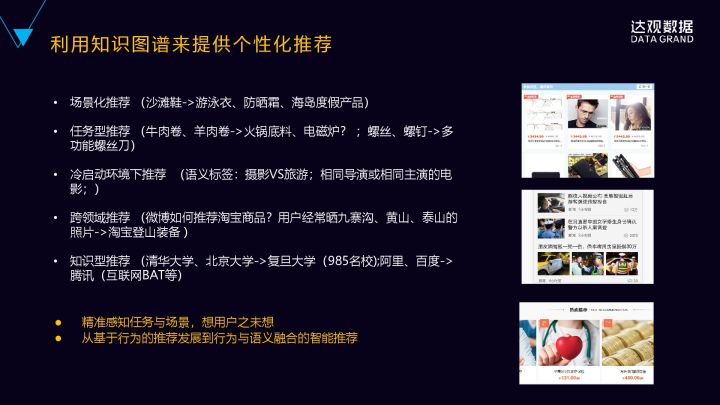 达观数据
DATA GRAND
利用知识图谱来提供个性化推荐
• 场景化推荐 (沙滩鞋->游泳衣、防晒霜、海岛度假产品)
• 任务型推荐 (牛肉卷、羊肉卷->火锅底料、电磁炉? ;螺丝、螺钉->多
功能螺丝刀)
• 冷启动环境下推荐 (语义标签:摄影VS旅游;相同导演或相同主演的电
影;)
• 跨领域推荐 (微博如何推荐淘宝商品?用户经常晒九寨沟、黄山、泰山的
照片->淘宝登山装备 )
• 知识型推荐 (清华大学、北京大学->复旦大学(985名校);阿里、百度->
腾讯(互联网BAT等)
● 精准感知任务与场景,想用户之未想
● 从基于行为的推荐发展到行为与语义融合的智能推荐